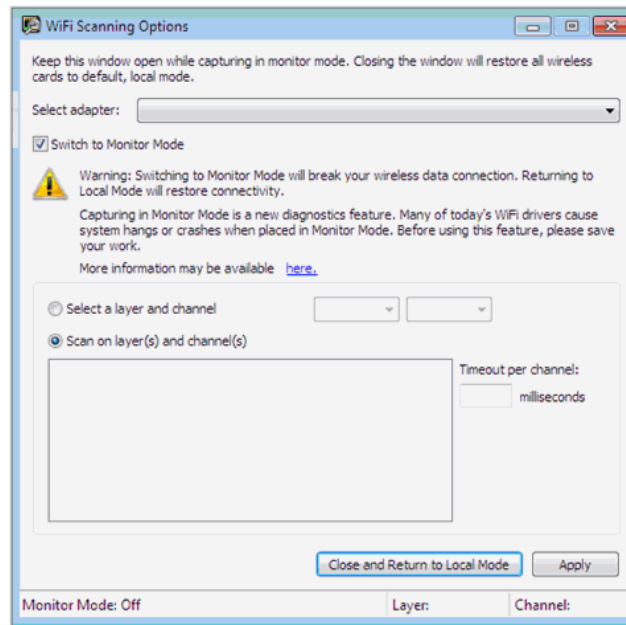 WiFi Scanning Options
Keep this window open while capturing in monitor mode. Closing the window will restore all wireless
cards to default, local mode.
Select adapter:
Switch to Monitor Mode
Warning: Switching to Monitor Mode will break your wireless data connection. Returning to
Local Mode will restore connectivity.
Capturing in Monitor Mode is a new diagnostics feature. Many of today's WiFi drivers cause
system hangs or crashes when placed in Monitor Mode. Before using this feature, please save
your work.
More information may be available here.
Select a layer and channel
Scan on layer(s) and channel(s)
Timeout per channel:
milliseconds
Close and Return to Local Mode Apply
Monitor Mode: Off Layer: Channel: